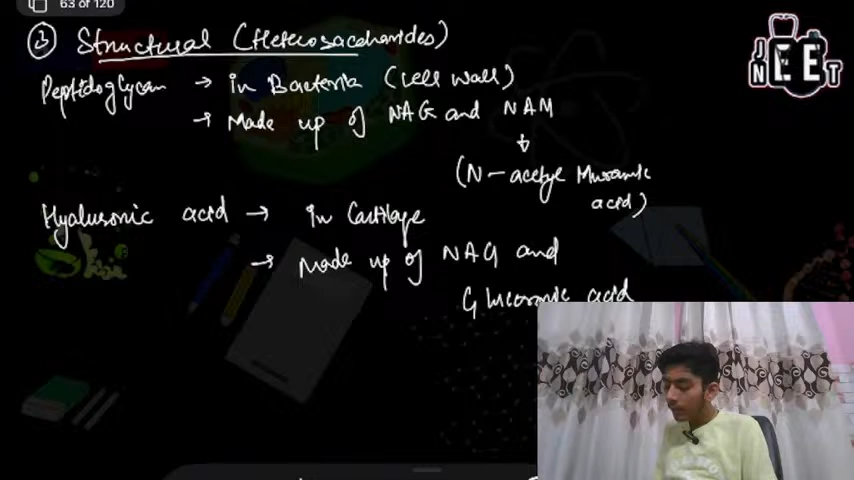 63 of 120
③ Structural (Heterosaccharides)
Peptidoglycan → in Bacteria (Cell wall)
→ Made up of NAG and NAM
↓
(N-acetyl Muramic acid)
Hyaluronic acid → in Cartilage
→ Made up of NAG and
Glucoronic acid
J
NEET